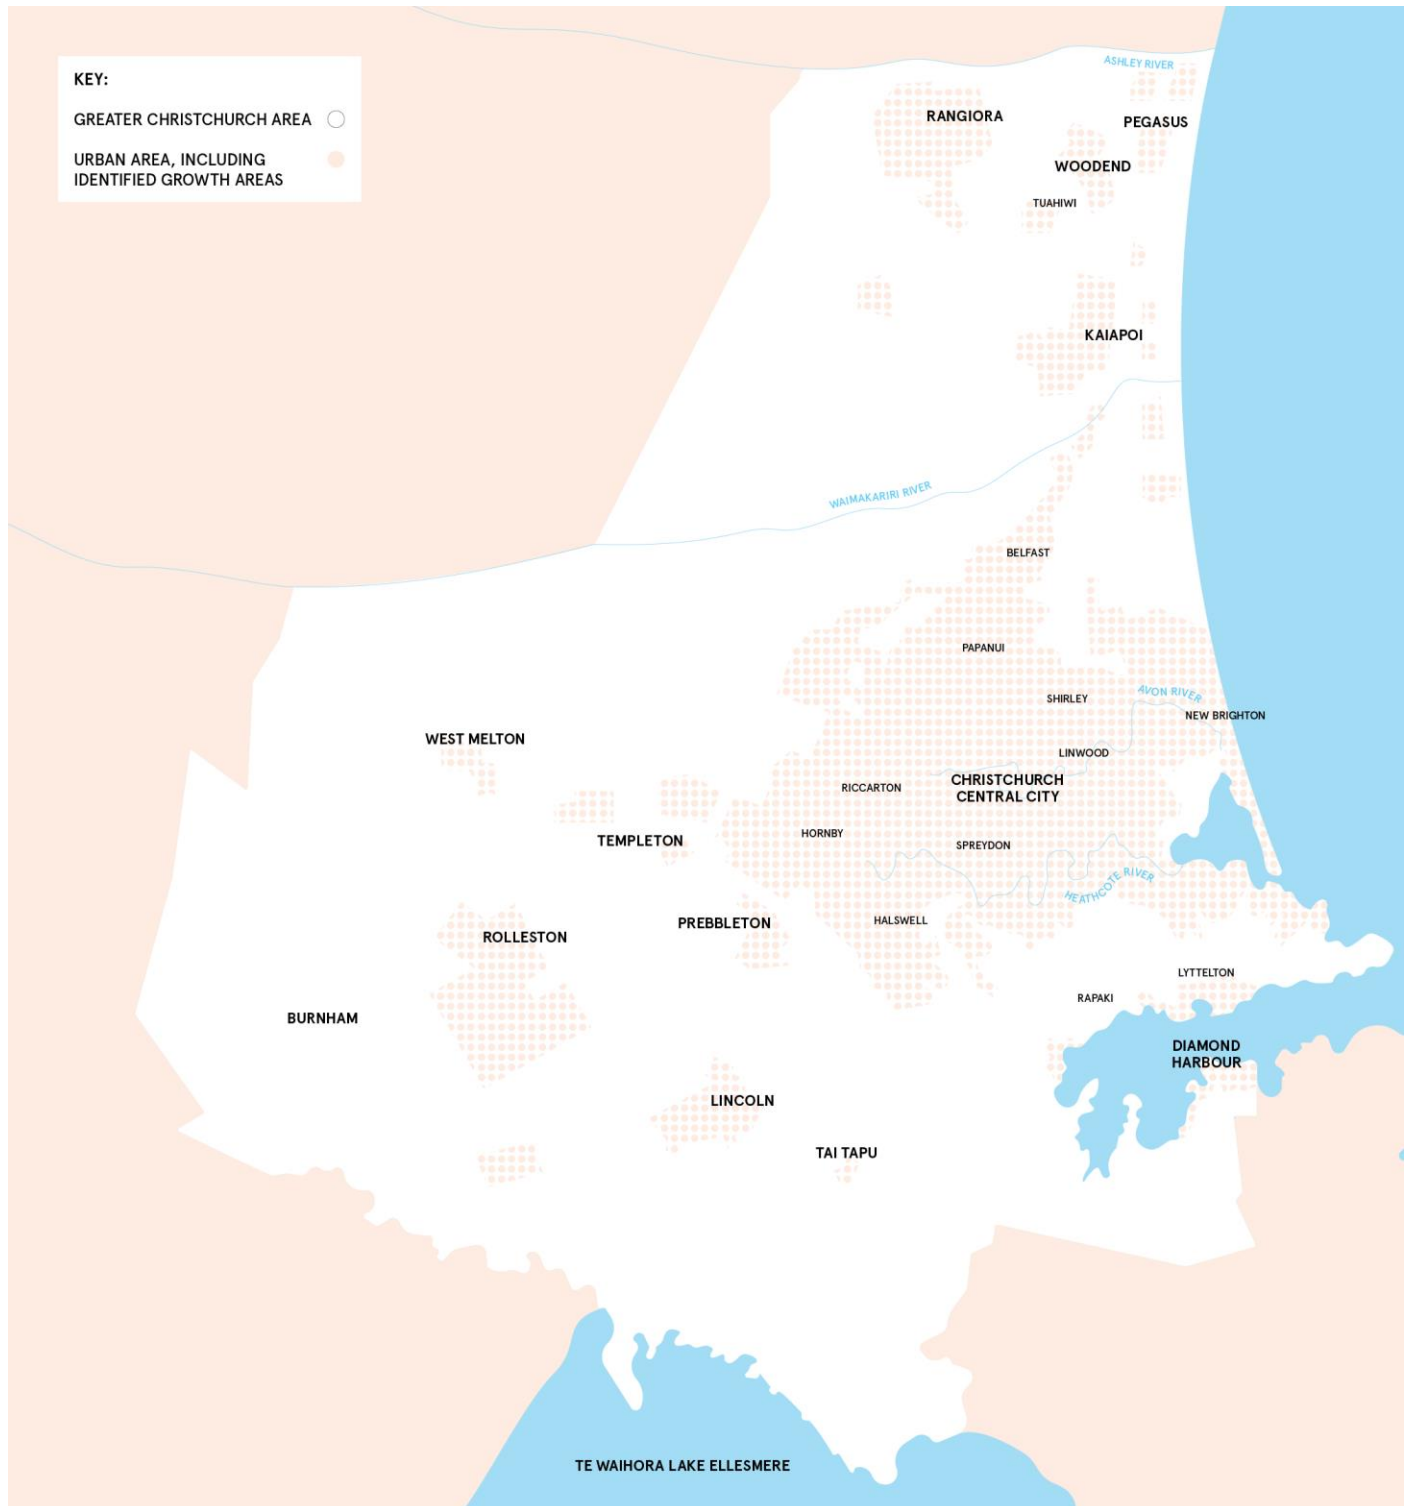 KEY:
GREATER CHRISTCHURCH AREA
URBAN AREA, INCLUDING
IDENTIFIED GROWTH AREAS
ASHLEY RIVER
RANGIORA
PEGASUS
WOODEND
TUAHIWI
KAIAPOI
WAIMAKARIRI RIVER
BELFAST
PAPANUI
SHIRLEY
AVON RIVER
NEW BRIGHTON
WEST MELTON
LINWOOD
RICCARTON
CHRISTCHURCH
CENTRAL CITY
HORNBY
TEMPLETON
SPREYDON
HEATHCOTE RIVER
HALSWELL
PREBBLETON
ROLLESTON
LYTTELTON
RAPAKI
BURNHAM
DIAMOND
HARBOUR
LINCOLN
TAI TAPU
TE WAIHORA LAKE ELLESMERE